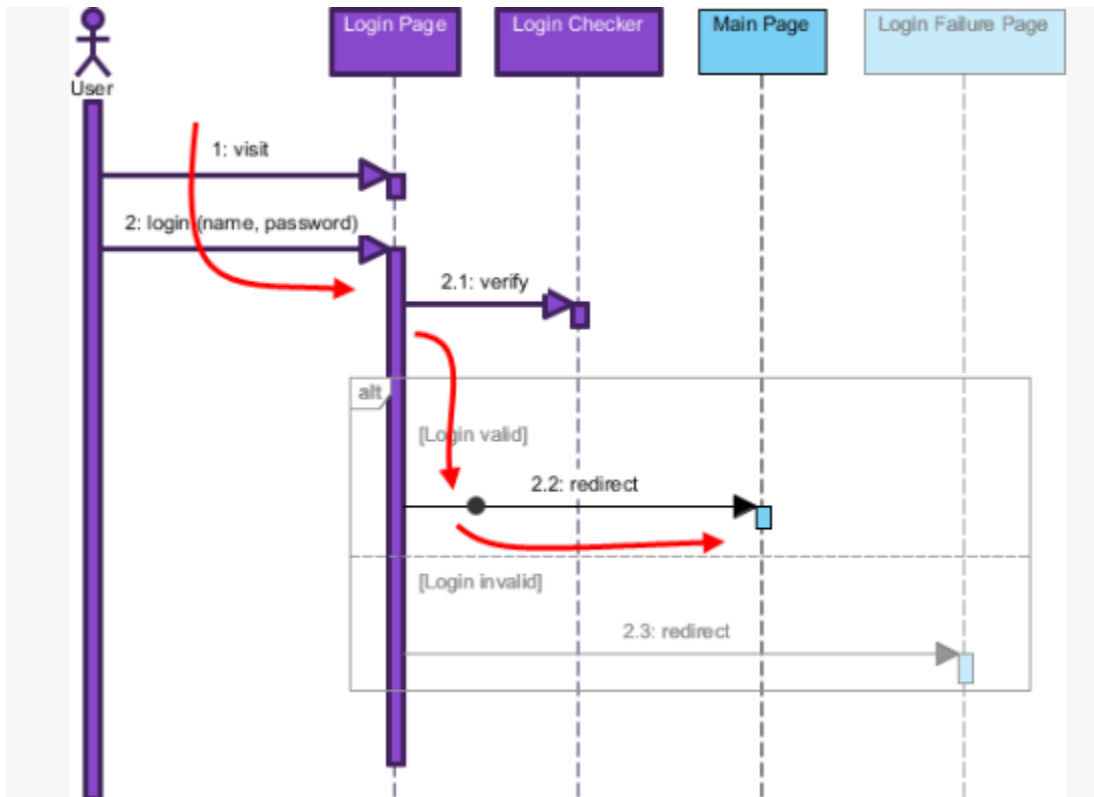 Login Page
Login Checker
Main Page
Login Failure Page
User
1: visit
2: login (name, password)
2.1: verify
alt
[Login valid]
2.2: redirect
[Login invalid]
2.3: redirect